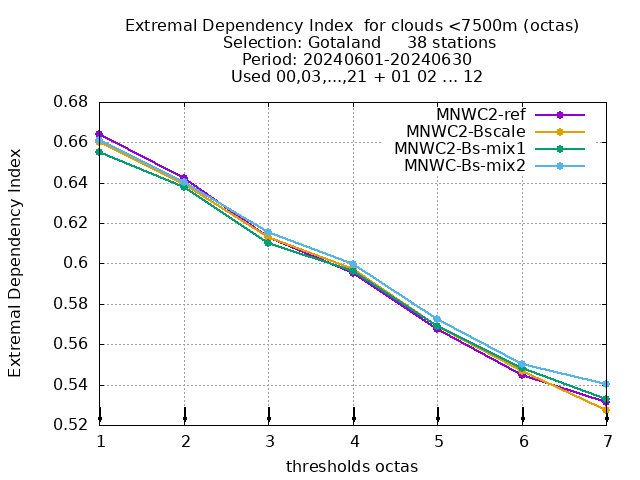 Extremal Dependency Index  for clouds <7500m (octas)
Selection: Gotaland     38 stations
Period: 20240601-20240630
Used 00,03,...,21 + 01 02 ... 12
MNWC2-ref
MNWC2-Bscale
MNWC2-Bs-mix1
MNWC-Bs-mix2
Extremal Dependency Index
0.68
0.66
0.64
0.62
0.6
0.58
0.56
0.54
0.52
1 2 3 4 5 6 7
thresholds octas